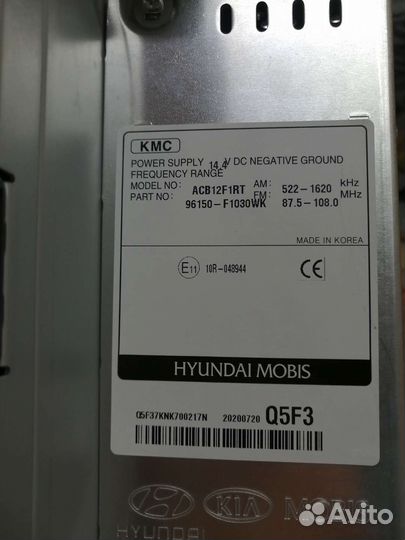 KMC
POWER SUPPLY 14,4V DC NEGATIVE GROUND
FREQUENCY RANGE
MODEL NO: ACB12F1RT AM: 522-1620 kHz
PART NO: 96150-F1030WK FM: 87.5-108.0 MHz
MADE IN KOREA
E11 10R-048944 CE
HYUNDAI MOBIS
Q5F37KNK700217N 20200720 Q5F3
KIA MOBIS
HYUNDAI
Avito